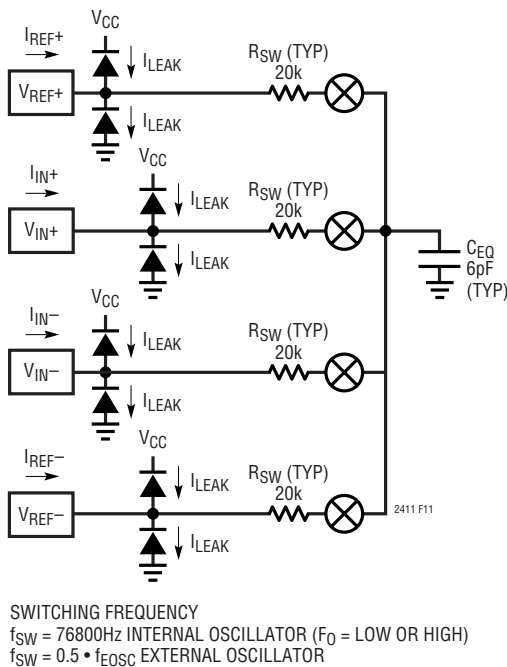 VCC
IREF+
ILEAK
RSW (TYP)
20k
VREF+
ILEAK
VCC
IIN+
ILEAK
RSW (TYP)
20k
VIN+
ILEAK
CEQ
6pF
(TYP)
VCC
IIN−
ILEAK
RSW (TYP)
20k
VIN−
ILEAK
VCC
IREF−
ILEAK
RSW (TYP)
20k
VREF−
2411 F11
ILEAK
SWITCHING FREQUENCY
fSW = 76800Hz INTERNAL OSCILLATOR (FO = LOW OR HIGH)
fSW = 0.5 • fEOSC EXTERNAL OSCILLATOR